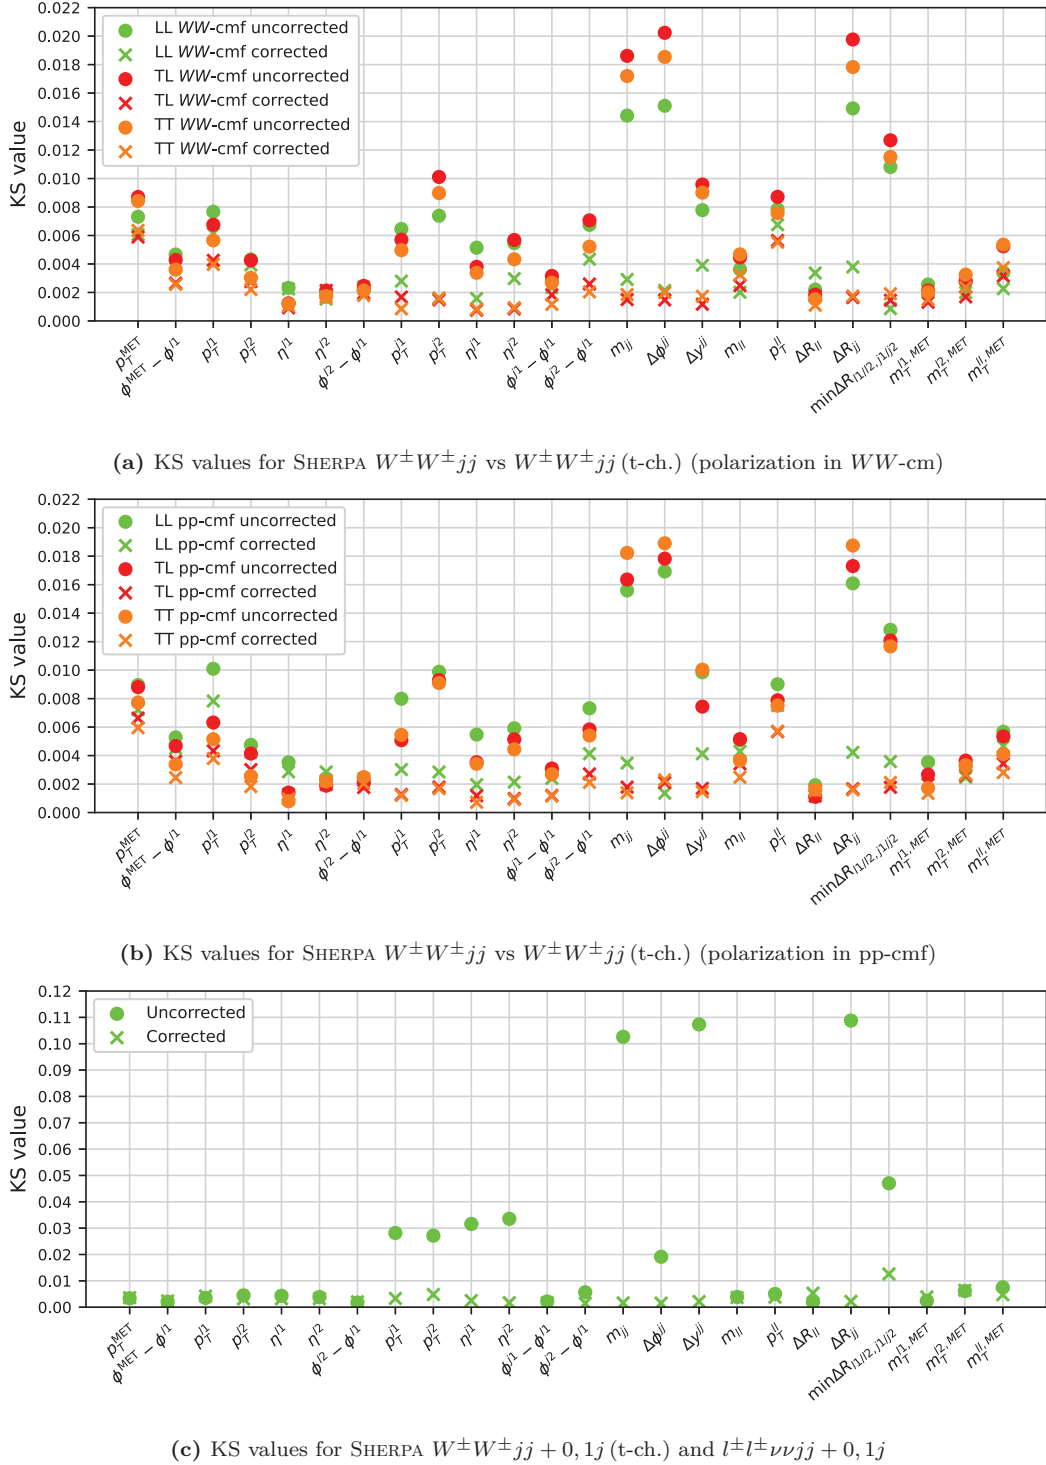 0.022
0.020
0.018
0.016
0.014
0.012
0.010
0.008
0.006
0.004
0.002
0.000
KS value
LL WW-cmf uncorrected
LL WW-cmf corrected
TL WW-cmf uncorrected
TL WW-cmf corrected
TT WW-cmf uncorrected
TT WW-cmf corrected
p_T^MET
ϕ^MET − ϕ^l1
p_T^l1
p_T^l2
η^l1
η^l2
ϕ^l2 − ϕ^l1
p_T^j1
p_T^j2
η^j1
η^j2
ϕ^j1 − ϕ^l1
ϕ^j2 − ϕ^l1
m_jj
Δϕ^jj
Δy^jj
m_ll
p_T^ll
ΔR_ll
ΔR_jj
minΔR_l1/l2, j1/j2
m_T^l1, MET
m_T^l2, MET
m_T^ll, MET
(a) KS values for SHERPA W±W±jj vs W±W±jj (t-ch.) (polarization in WW-cm)
0.022
0.020
0.018
0.016
0.014
0.012
0.010
0.008
0.006
0.004
0.002
0.000
KS value
LL pp-cmf uncorrected
LL pp-cmf corrected
TL pp-cmf uncorrected
TL pp-cmf corrected
TT pp-cmf uncorrected
TT pp-cmf corrected
p_T^MET
ϕ^MET − ϕ^l1
p_T^l1
p_T^l2
η^l1
η^l2
ϕ^l2 − ϕ^l1
p_T^j1
p_T^j2
η^j1
η^j2
ϕ^j1 − ϕ^l1
ϕ^j2 − ϕ^l1
m_jj
Δϕ^jj
Δy^jj
m_ll
p_T^ll
ΔR_ll
ΔR_jj
minΔR_l1/l2, j1/j2
m_T^l1, MET
m_T^l2, MET
m_T^ll, MET
(b) KS values for SHERPA W±W±jj vs W±W±jj (t-ch.) (polarization in pp-cmf)
0.12
0.11
0.10
0.09
0.08
0.07
0.06
0.05
0.04
0.03
0.02
0.01
0.00
KS value
Uncorrected
Corrected
p_T^MET
ϕ^MET − ϕ^l1
p_T^l1
p_T^l2
η^l1
η^l2
ϕ^l2 − ϕ^l1
p_T^j1
p_T^j2
η^j1
η^j2
ϕ^j1 − ϕ^l1
ϕ^j2 − ϕ^l1
m_jj
Δϕ^jj
Δy^jj
m_ll
p_T^ll
ΔR_ll
ΔR_jj
minΔR_l1/l2, j1/j2
m_T^l1, MET
m_T^l2, MET
m_T^ll, MET
(c) KS values for SHERPA W±W±jj + 0, 1j (t-ch.) and l±l±ννjj + 0, 1j